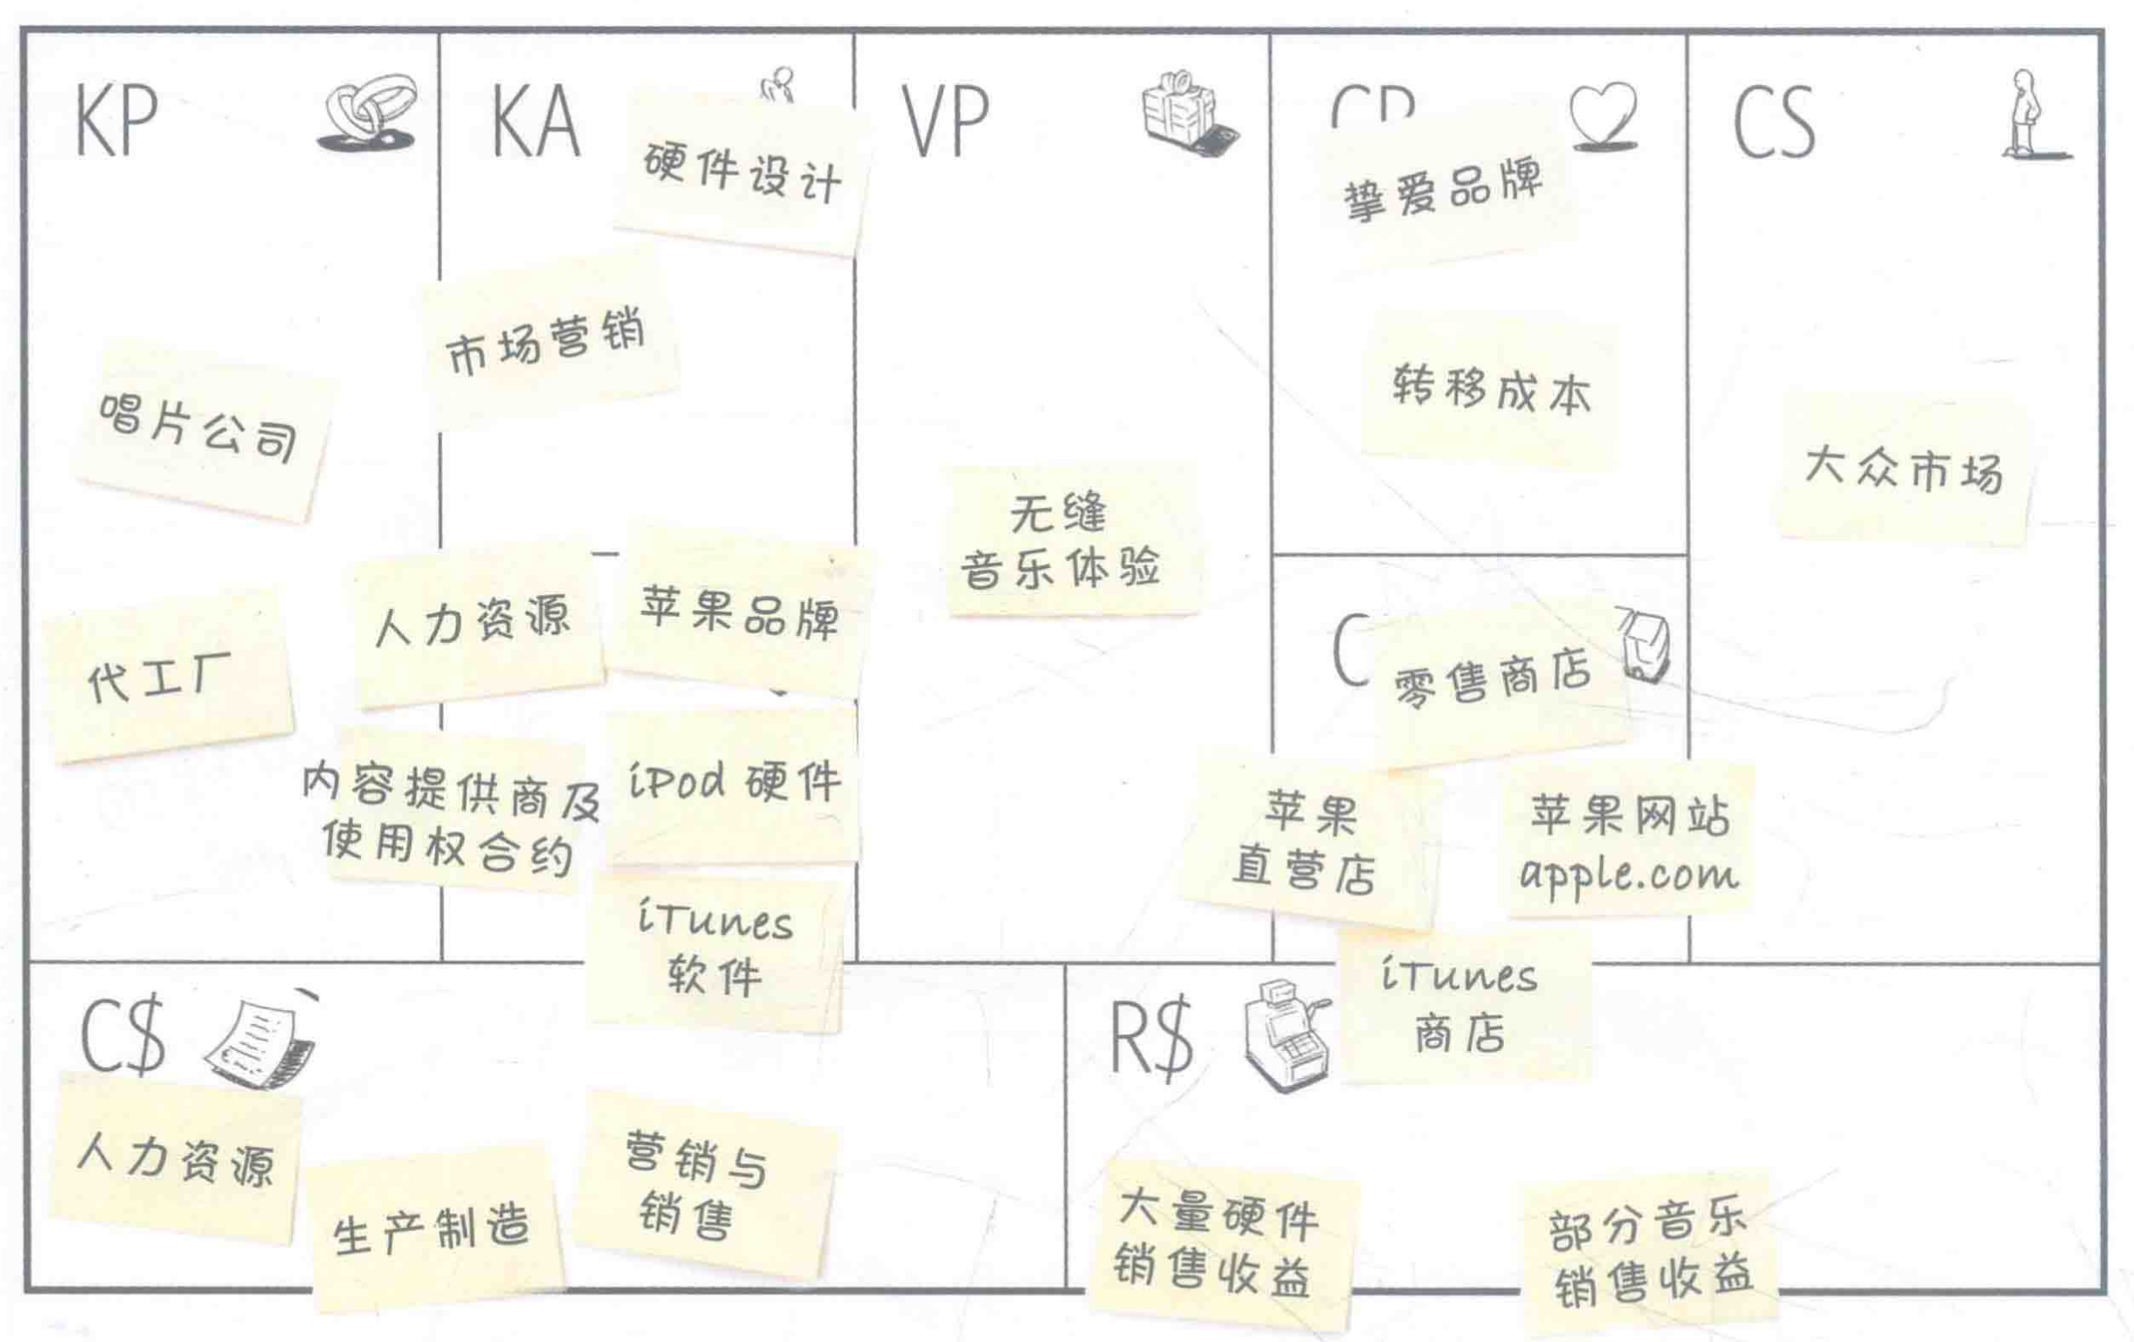 KP
唱片公司
代工厂
KA
硬件设计
市场营销
人力资源
苹果品牌
内容提供商及
使用权合约
iPod 硬件
iTunes
软件
VP
无缝
音乐体验
CR
挚爱品牌
转移成本
C
零售商店
苹果
直营店
苹果网站
apple.com
iTunes
商店
CS
大众市场
C$
人力资源
生产制造
营销与
销售
R$
大量硬件
销售收益
部分音乐
销售收益